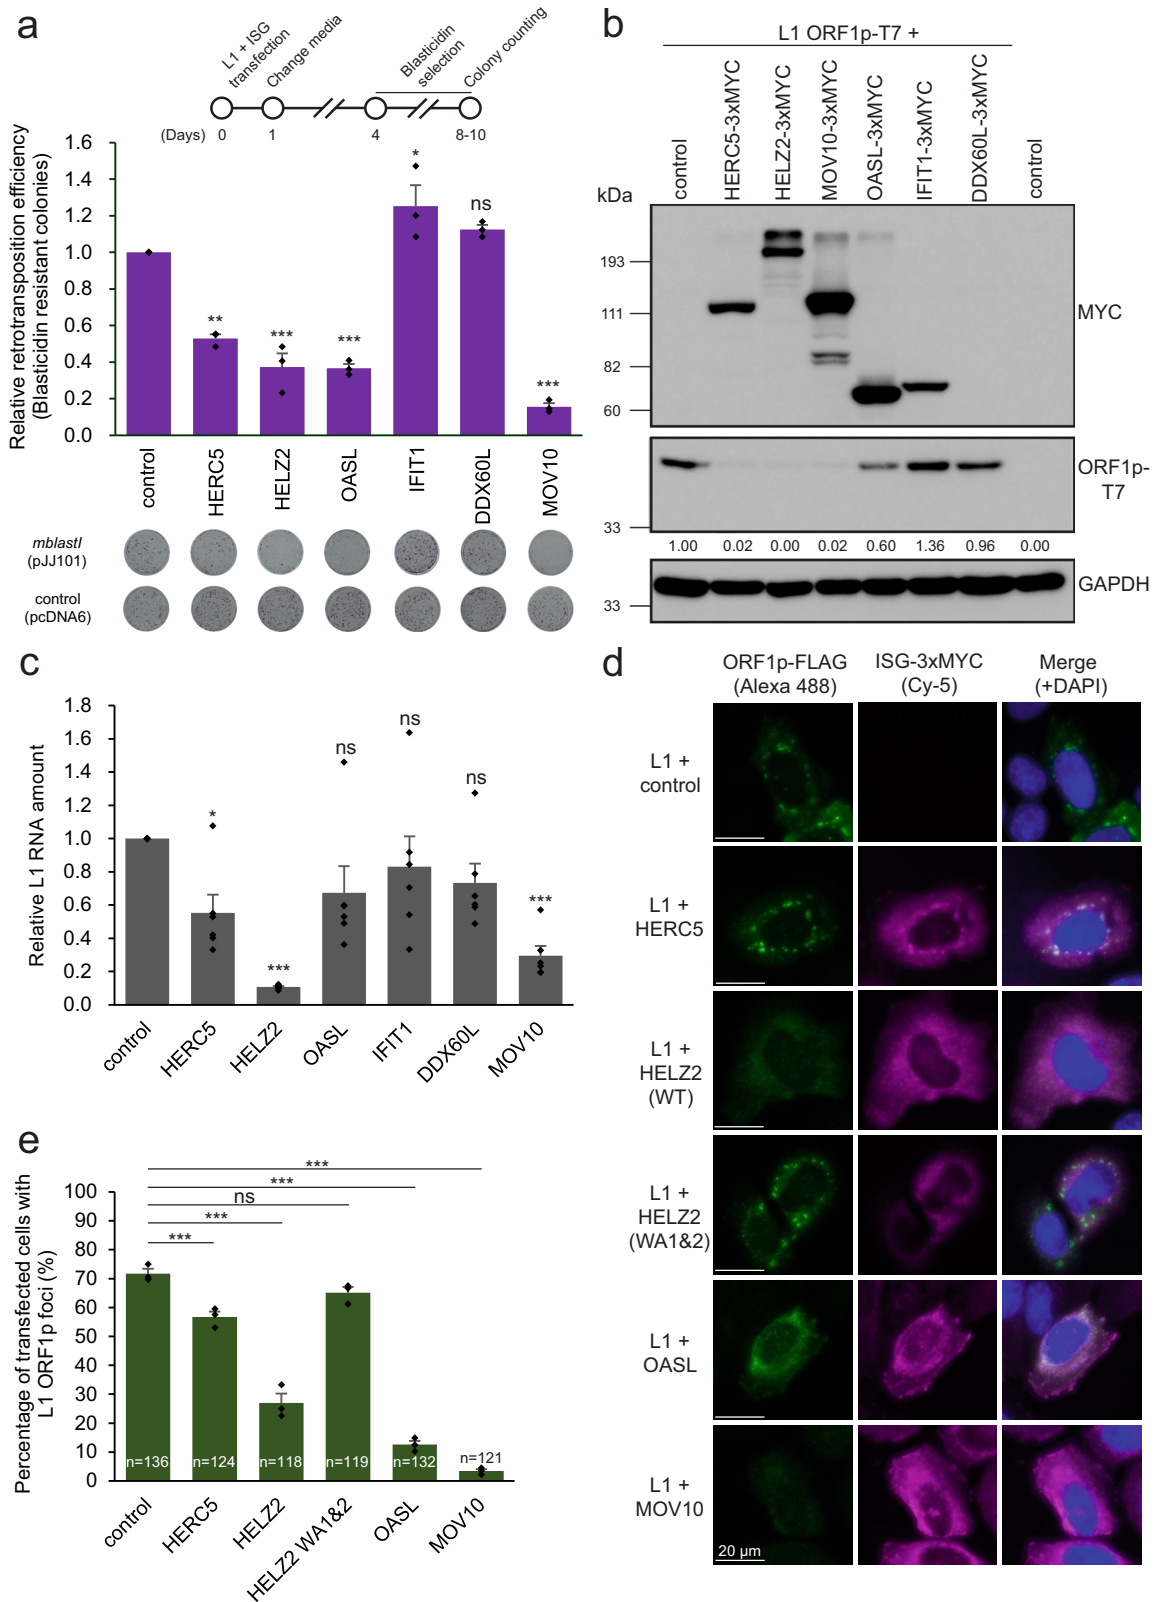 a
L1 + ISG
transfection
Change media
Blasticidin
selection
Colony counting
(Days) 0 1 4 8-10
Relative retrotransposition efficiency
(Blasticidin resistant colonies)
1.6
1.4
1.2
1.0
0.8
0.6
0.4
0.2
0.0
** *** *** * ns ***
control HERC5 HELZ2 OASL IFIT1 DDX60L MOV10
mblastI
(pJJ101)
control
(pcDNA6)
b
L1 ORF1p-T7 +
control HERC5-3xMYC HELZ2-3xMYC MOV10-3xMYC OASL-3xMYC IFIT1-3xMYC DDX60L-3xMYC control
kDa
193
111
82
60
MYC
ORF1p-
T7
33
1.00 0.02 0.00 0.02 0.60 1.36 0.96 0.00
GAPDH
33
c
Relative L1 RNA amount
1.8
1.6
1.4
1.2
1.0
0.8
0.6
0.4
0.2
0.0
* *** ns ns ns ***
control HERC5 HELZ2 OASL IFIT1 DDX60L MOV10
d
ORF1p-FLAG
(Alexa 488)
ISG-3xMYC
(Cy-5)
Merge
(+DAPI)
L1 +
control
L1 +
HERC5
L1 +
HELZ2
(WT)
L1 +
HELZ2
(WA1&2)
L1 +
OASL
L1 +
MOV10
20 μm
e
Percentage of transfected cells with
L1 ORF1p foci (%)
100
90
80
70
60
50
40
30
20
10
0
***
***
ns
***
***
n=136 n=124 n=118 n=119 n=132 n=121
control HERC5 HELZ2 HELZ2 WA1&2 OASL MOV10